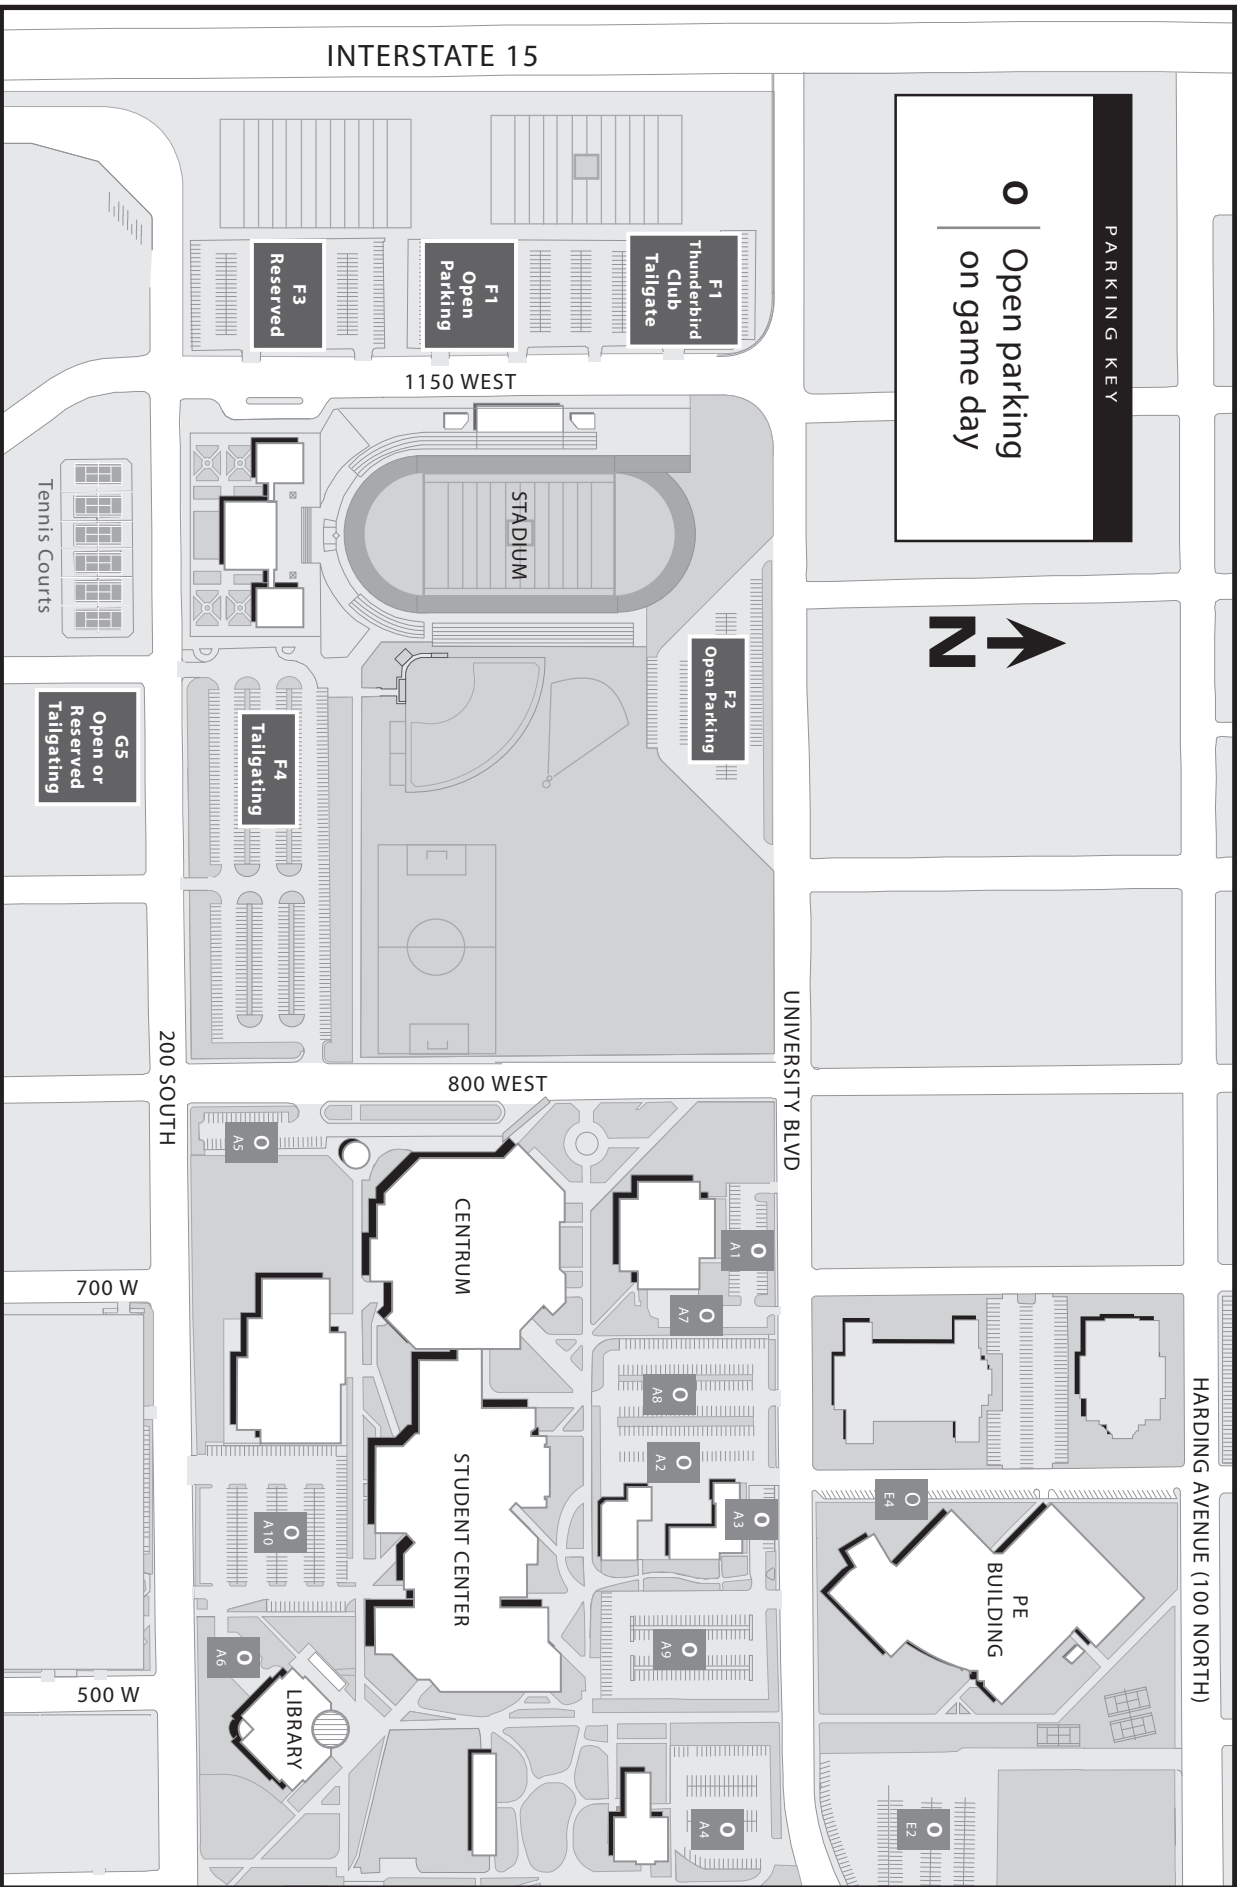 INTERSTATE 15
PARKING KEY
O
Open parking
on game day
N
F1
Thunderbird
Club
Tailgate
F1
Open
Parking
F3
Reserved
1150 WEST
STADIUM
Tennis Courts
F2
Open Parking
F4
Tailgating
G5
Open or
Reserved
Tailgating
UNIVERSITY BLVD
200 SOUTH
800 WEST
HARDING AVENUE (100 NORTH)
O
A5
CENTRUM
O
A1
O
A7
700 W
O
A8
O
A2
O
A3
O
E4
PE
BUILDING
STUDENT CENTER
O
A10
O
A9
O
A6
LIBRARY
500 W
O
A4
O
E2